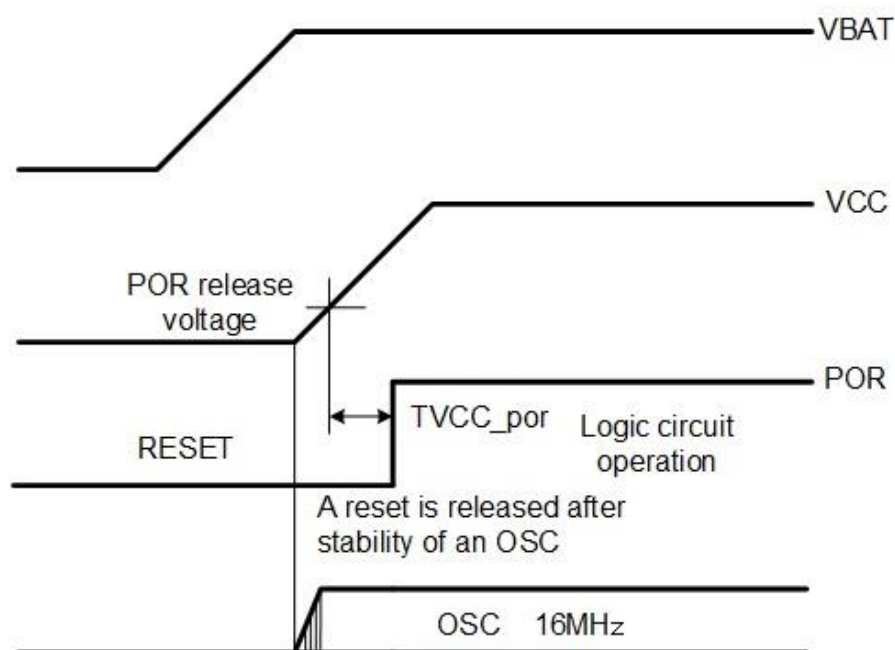 VBAT
VCC
POR release
voltage
POR
TVCC_por
Logic circuit
operation
RESET
A reset is released after
stability of an OSC
OSC 16MHz